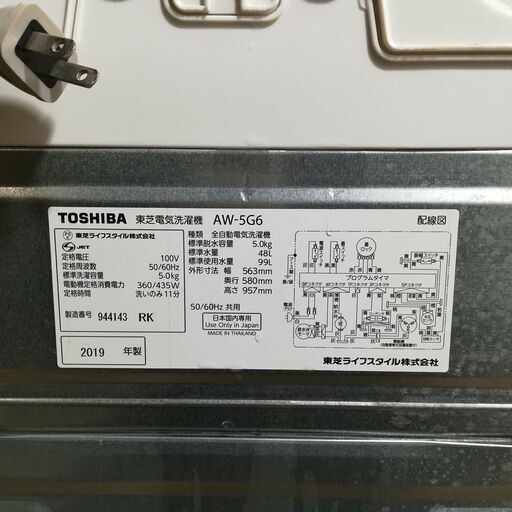 TOSHIBA 東芝電気洗濯機 AW-5G6
東芝ライフスタイル株式会社
JET
定格電圧 100V
定格周波数 50/60Hz
標準洗濯容量 5.0kg
電動機定格消費電力 360/435W
定格時間 洗いのみ11分
製造番号 944143 RK
2019 年製
種類 全自動電気洗濯機
標準脱水容量 5.0kg
標準水量 48L
標準使用水量 99L
外形寸法 幅 563mm
奥行 580mm
高さ 957mm
50/60Hz 共用
日本国内専用
Use Only in Japan
MADE IN THAILAND
配線図
蓋ロック
プログラムタイマ
東芝ライフスタイル株式会社